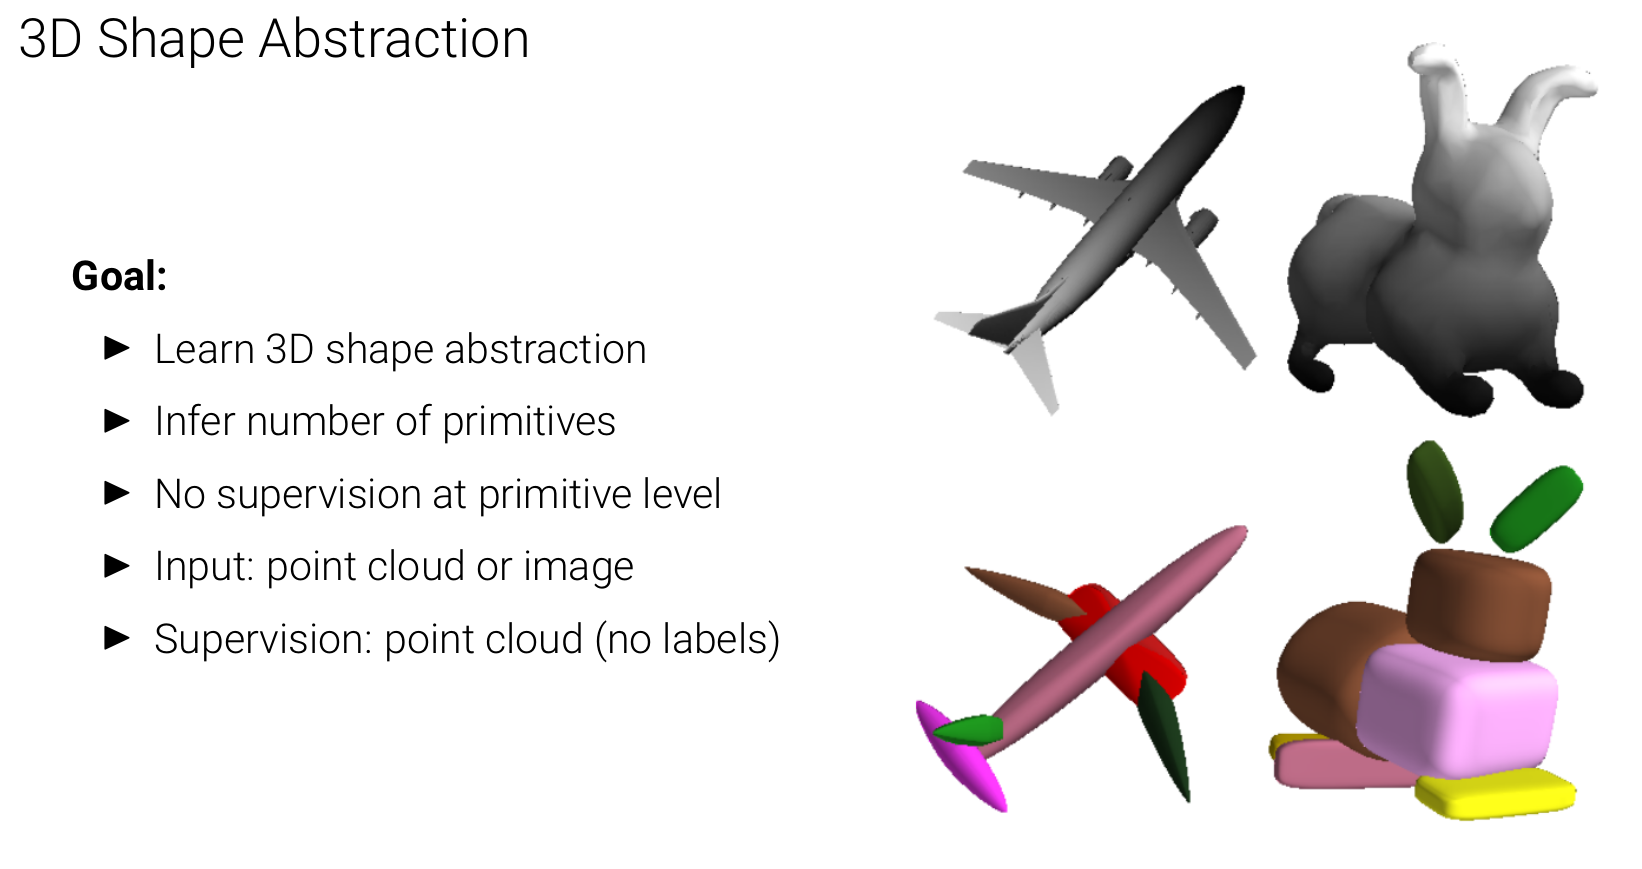 3D Shape Abstraction
Goal:
► Learn 3D shape abstraction
► Infer number of primitives
► No supervision at primitive level
► Input: point cloud or image
► Supervision: point cloud (no labels)